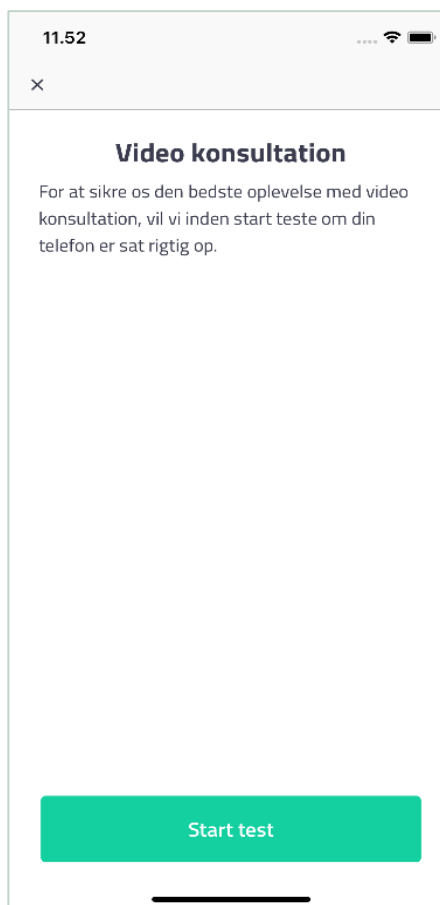 11.52
Video konsultation
For at sikre os den bedste oplevelse med video
konsultation, vil vi inden start teste om din
telefon er sat rigtig op.
Start test